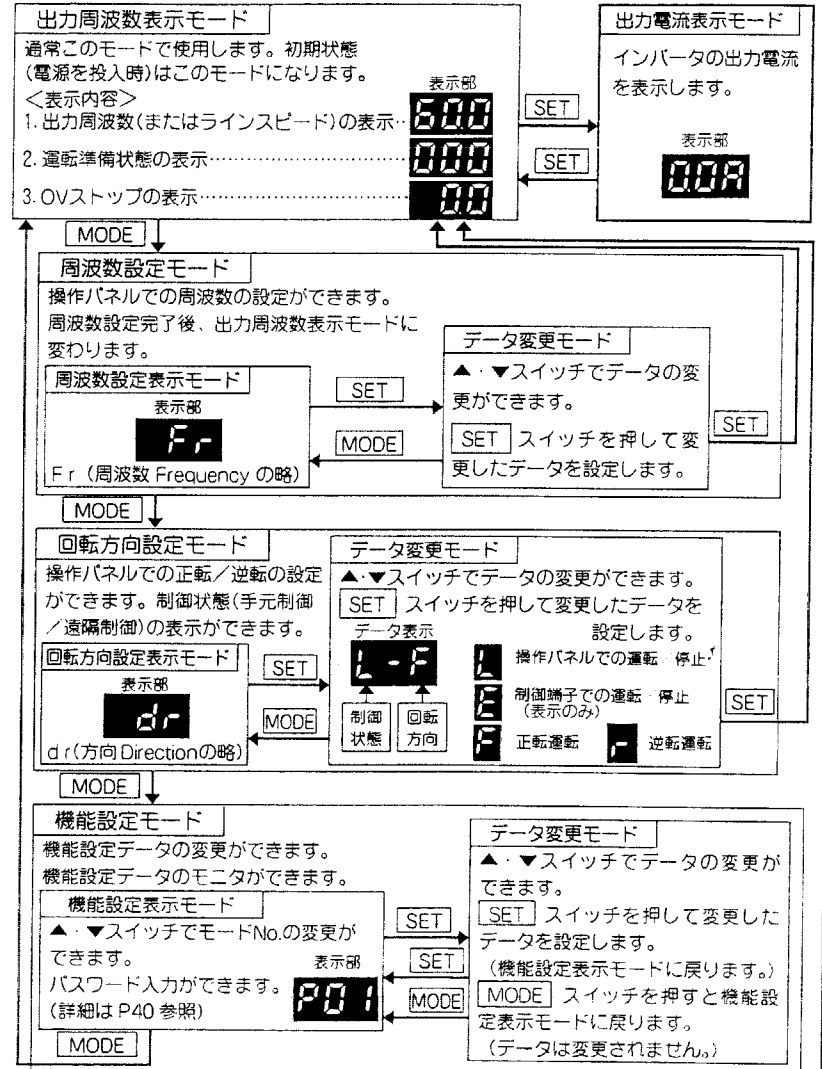 出力周波数表示モード
通常このモードで使用します。初期状態
(電源を投入時)はこのモードになります。
＜表示内容＞
表示部
1.出力周波数(またはラインスピード)の表示‥
60.0
2.運転準備状態の表示…………………………
000
3.OVストップの表示……………………………
0.0
SET
SET
出力電流表示モード
インバータの出力電流
を表示します。
表示部
0.0A
MODE
周波数設定モード
操作パネルでの周波数の設定ができます。
周波数設定完了後、出力周波数表示モードに
変わります。
周波数設定表示モード
表示部
Fr
Fr（周波数 Frequency の略)
SET
MODE
データ変更モード
▲・▼スイッチでデータの変
更ができます。
SET スイッチを押して変
更したデータを設定します。
SET
MODE
回転方向設定モード
操作パネルでの正転／逆転の設定
ができます。制御状態(手元制御
／遠隔制御)の表示ができます。
回転方向設定表示モード
表示部
dr
dr(方向 Directionの略)
SET
MODE
データ変更モード
▲・▼スイッチでデータの変更ができます。
SET スイッチを押して変更したデータを
設定します。
データ表示
L-F
制御
状態
回転
方向
L 操作パネルでの運転・停止
E 制御端子での運転・停止
(表示のみ)
F 正転運転
r 逆転運転
SET
MODE
機能設定モード
機能設定データの変更ができます。
機能設定データのモニタができます。
機能設定表示モード
▲・▼スイッチでモードNo.の変更が
できます。
表示部
パスワード入力ができます。
P01
(詳細は P40 参照)
SET
SET
MODE
データ変更モード
▲・▼スイッチでデータの変更が
できます。
SET スイッチを押して変更した
データを設定します。
(機能設定表示モードに戻ります。)
MODE スイッチを押すと機能設
定表示モードに戻ります。
(データは変更されません。)
MODE